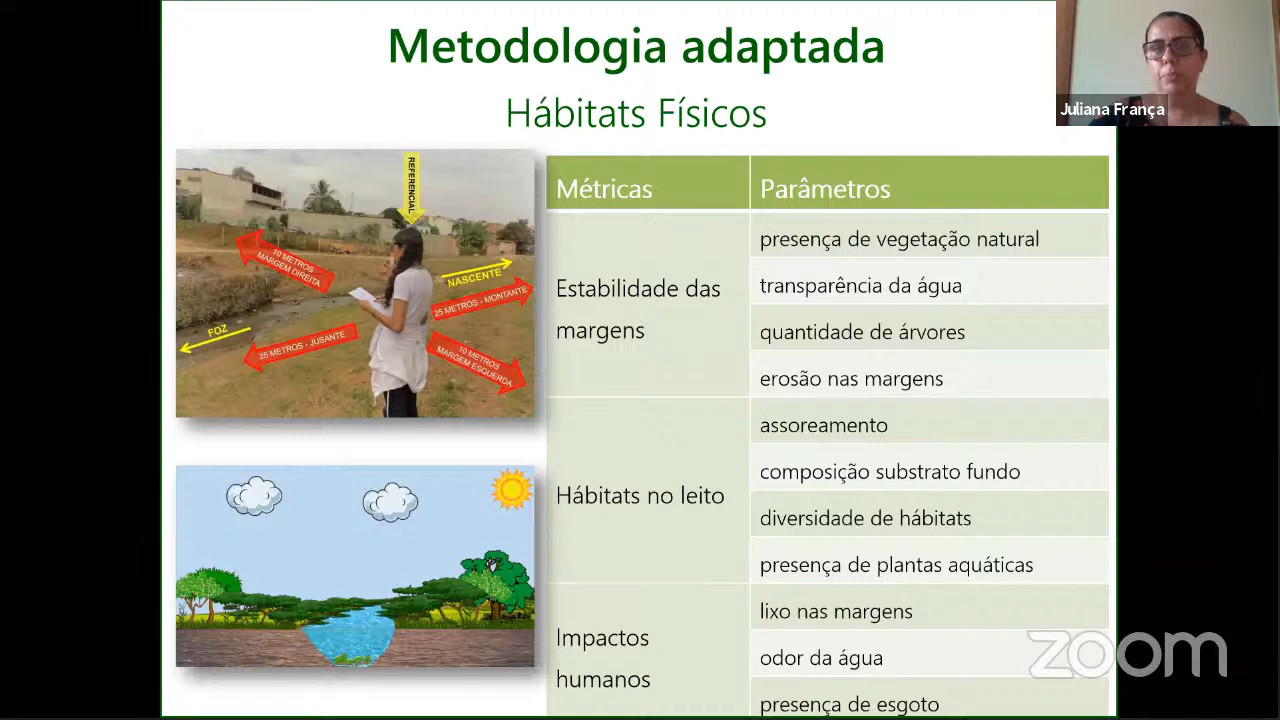 Metodologia adaptada
Hábitats Físicos
Juliana França
REFERENCIAL
10 METROS
MARGEM DIREITA
NASCENTE
25 METROS - MONTANTE
FOZ
25 METROS - JUSANTE
10 METROS
MARGEM ESQUERDA
Métricas
Parâmetros
Estabilidade das
margens
presença de vegetação natural
transparência da água
quantidade de árvores
erosão nas margens
Hábitats no leito
assoreamento
composição substrato fundo
diversidade de hábitats
presença de plantas aquáticas
Impactos
humanos
lixo nas margens
odor da água
presença de esgoto
zoom